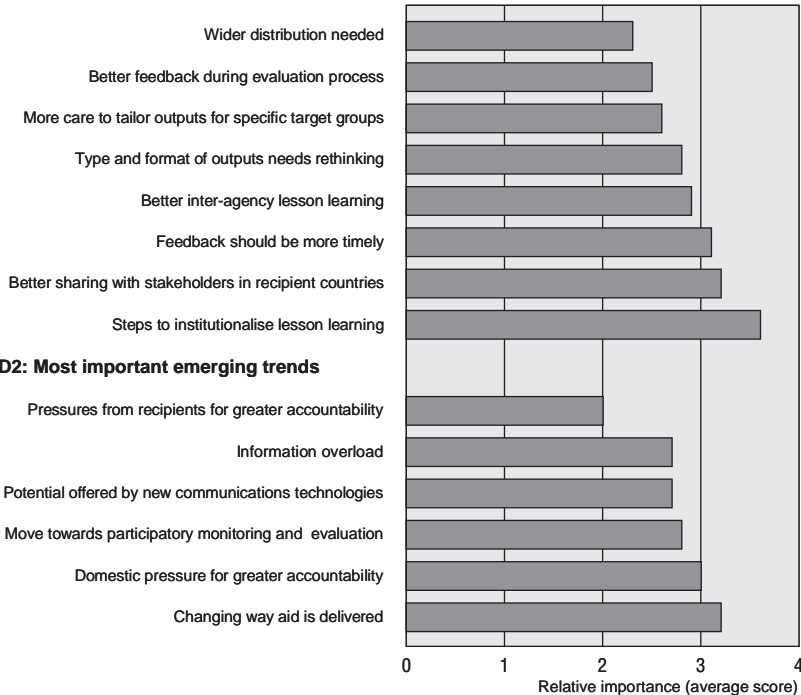 Wider distribution needed
Better feedback during evaluation process
More care to tailor outputs for specific target groups
Type and format of outputs needs rethinking
Better inter-agency lesson learning
Feedback should be more timely
Better sharing with stakeholders in recipient countries
Steps to institutionalise lesson learning
D2: Most important emerging trends
Pressures from recipients for greater accountability
Information overload
Potential offered by new communications technologies
Move towards participatory monitoring and evaluation
Domestic pressure for greater accountability
Changing way aid is delivered
0 1 2 3 4
Relative importance (average score)